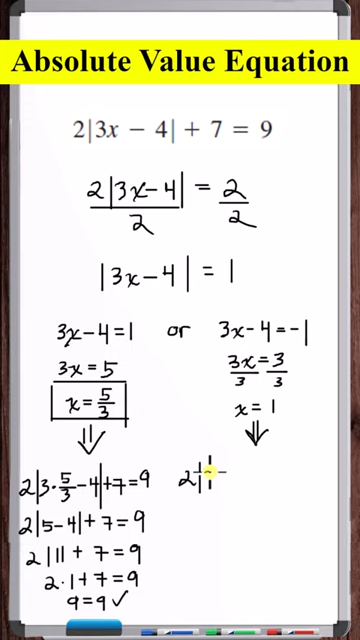 Absolute Value Equation
2|3x − 4| + 7 = 9
2|3x−4| = 2
2 2
|3x−4| = 1
3x−4=1 or 3x−4=−1
3x=5 3x=3
3 3
x=5/3 x=1
2|3·5/3−4|+7=9 2|
2|5−4|+7=9
2|1|+7=9
2·1+7=9
9=9✓